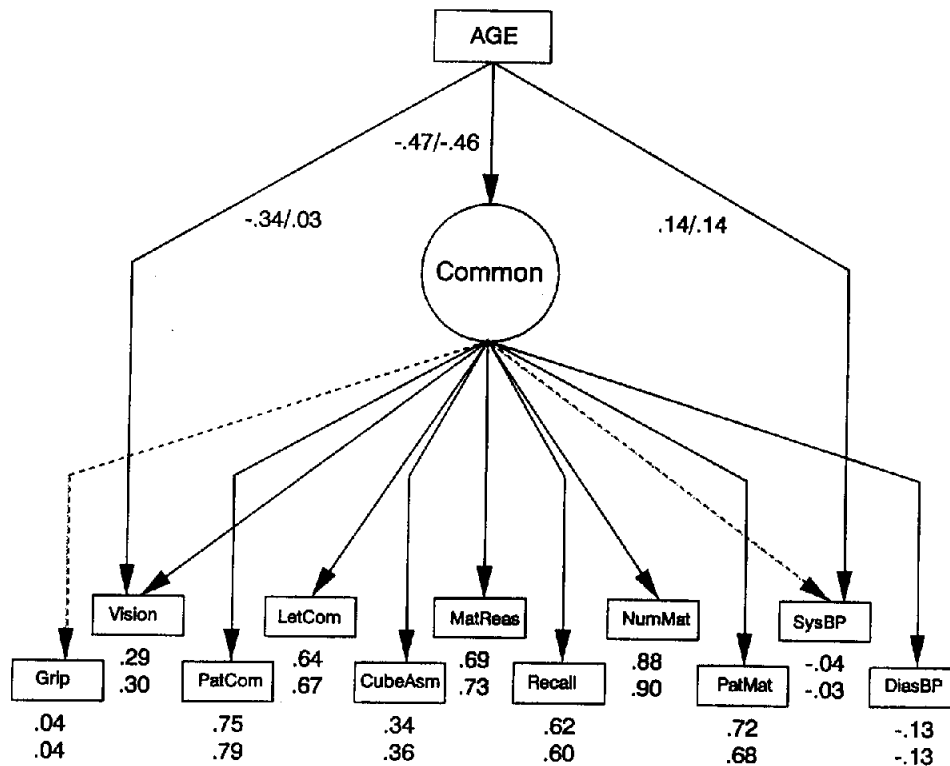 AGE
-.47/-.46
-.34/.03
.14/.14
Common
Vision
LetCom
MatReas
NumMat
SysBP
.29
.30
.64
.67
.69
.73
.88
.90
-.04
-.03
Grip
PatCom
CubeAsm
Recall
PatMat
DiasBP
.04
.04
.75
.79
.34
.36
.62
.60
.72
.68
-.13
-.13